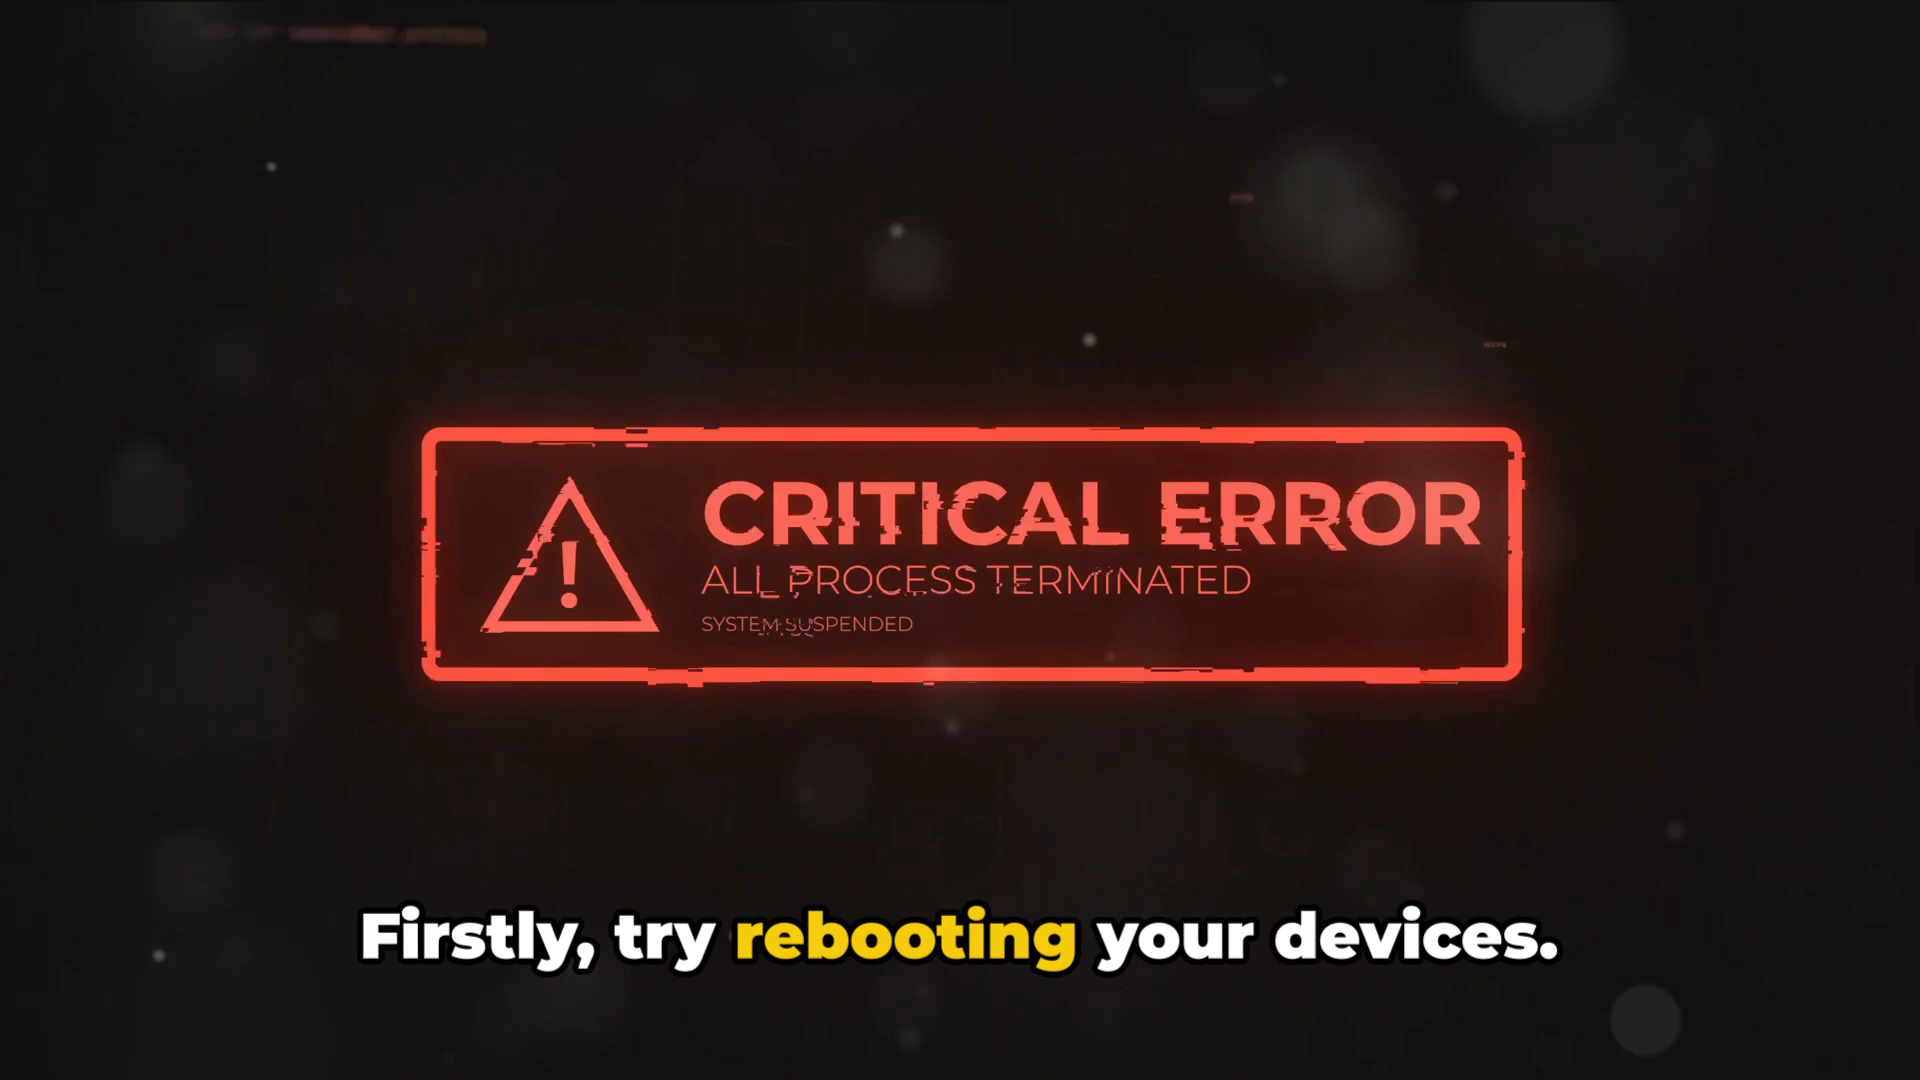 CRITICAL ERROR
ALL PROCESS TERMINATED
SYSTEM SUSPENDED
Firstly, try rebooting your devices.